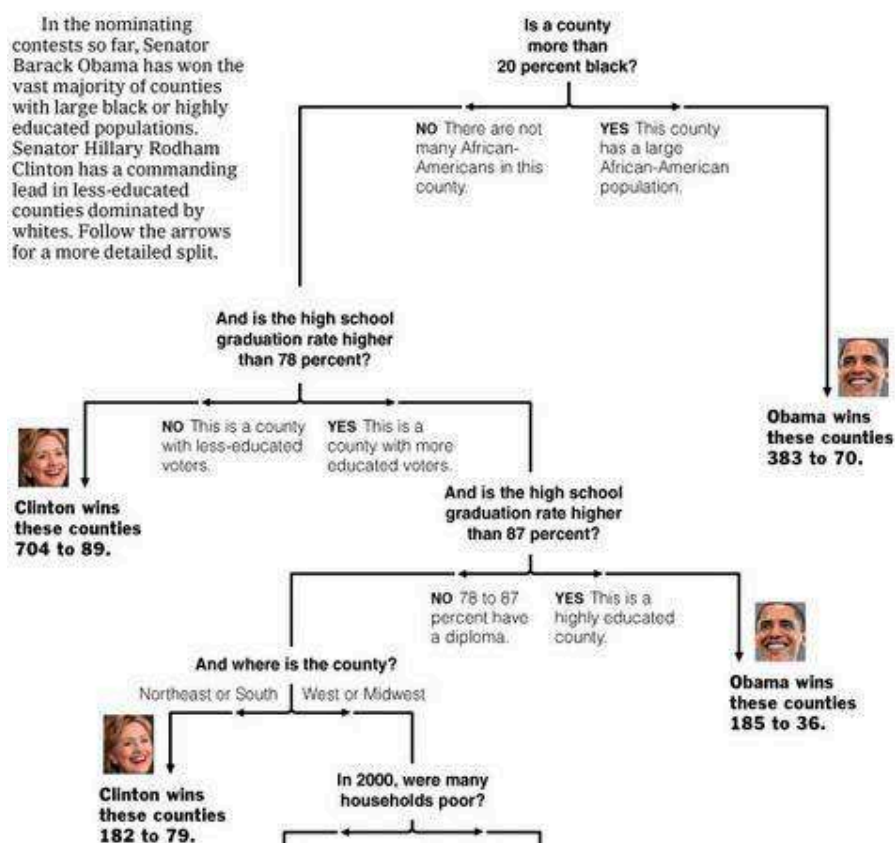 In the nominating
contests so far, Senator
Barack Obama has won the
vast majority of counties
with large black or highly
educated populations.
Senator Hillary Rodham
Clinton has a commanding
lead in less-educated
counties dominated by
whites. Follow the arrows
for a more detailed split.
Is a county
more than
20 percent black?
NO There are not
many African-
Americans in this
county.
YES This county
has a large
African-American
population.
And is the high school
graduation rate higher
than 78 percent?
Obama wins
these counties
383 to 70.
NO This is a county
with less-educated
voters.
YES This is a
county with more
educated voters.
Clinton wins
these counties
704 to 89.
And is the high school
graduation rate higher
than 87 percent?
NO 78 to 87
percent have
a diploma.
YES This is a
highly educated
county.
Obama wins
these counties
185 to 36.
And where is the county?
Northeast or South
West or Midwest
Clinton wins
these counties
182 to 79.
In 2000, were many
households poor?